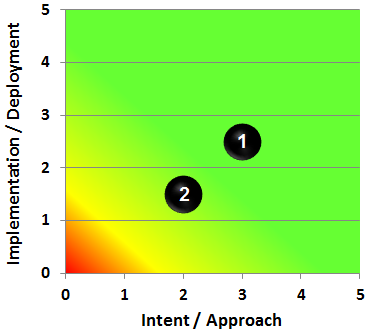 Implementation / Deployment
5
4
3
2
1
0
1
2
0 1 2 3 4 5
Intent / Approach